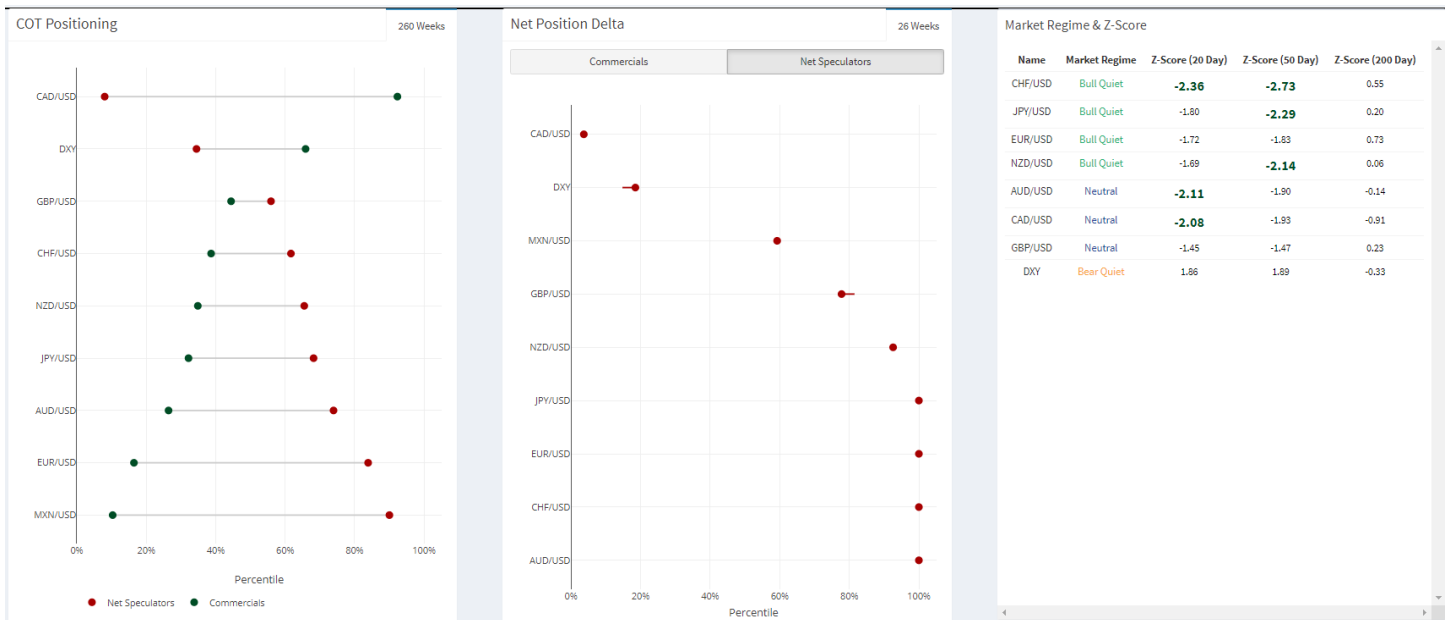 COT Positioning
260 Weeks
CAD/USD
DXY
GBP/USD
CHF/USD
NZD/USD
JPY/USD
AUD/USD
EUR/USD
MXN/USD
0% 20% 40% 60% 80% 100%
Percentile
Net Speculators Commercials
Net Position Delta
26 Weeks
Commercials Net Speculators
CAD/USD
DXY
MXN/USD
GBP/USD
NZD/USD
JPY/USD
EUR/USD
CHF/USD
AUD/USD
0% 20% 40% 60% 80% 100%
Percentile
Market Regime & Z-Score
Name Market Regime Z-Score (20 Day) Z-Score (50 Day) Z-Score (200 Day)
CHF/USD Bull Quiet -2.36 -2.73 0.55
JPY/USD Bull Quiet -1.80 -2.29 0.20
EUR/USD Bull Quiet -1.72 -1.83 0.73
NZD/USD Bull Quiet -1.69 -2.14 0.06
AUD/USD Neutral -2.11 -1.90 -0.14
CAD/USD Neutral -2.08 -1.93 -0.91
GBP/USD Neutral -1.45 -1.47 0.23
DXY Bear Quiet 1.86 1.89 -0.33